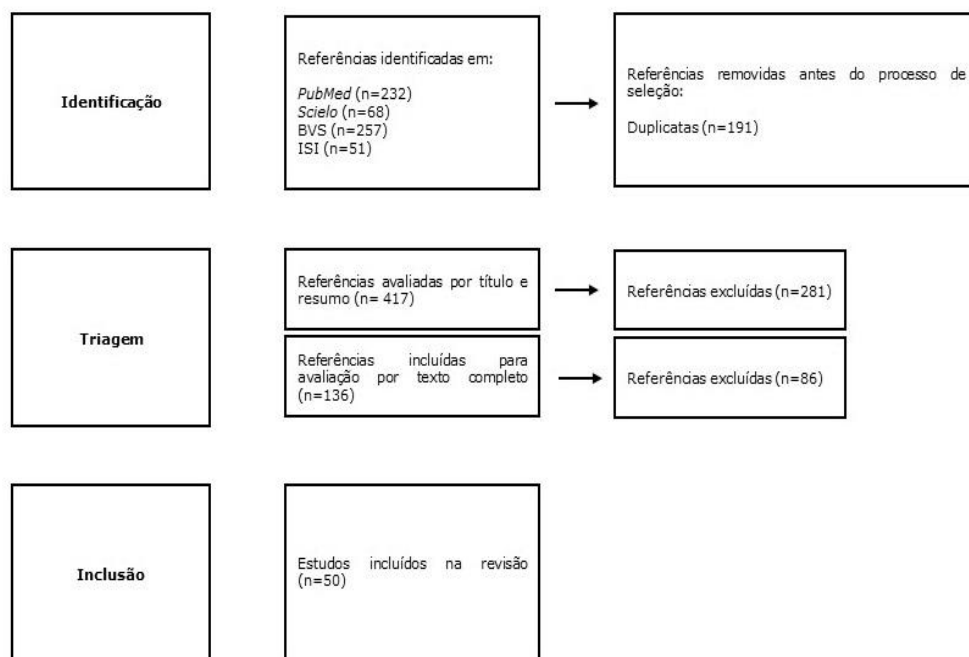 Identificação
Referências identificadas em:
PubMed (n=232)
Scielo (n=68)
BVS (n=257)
ISI (n=51)
Referências removidas antes do processo de
seleção:
Duplicatas (n=191)
Triagem
Referências avaliadas por título e
resumo (n= 417)
Referências excluídas (n=281)
Referências incluídas para
avaliação por texto completo
(n=136)
Referências excluídas (n=86)
Inclusão
Estudos incluídos na revisão
(n=50)